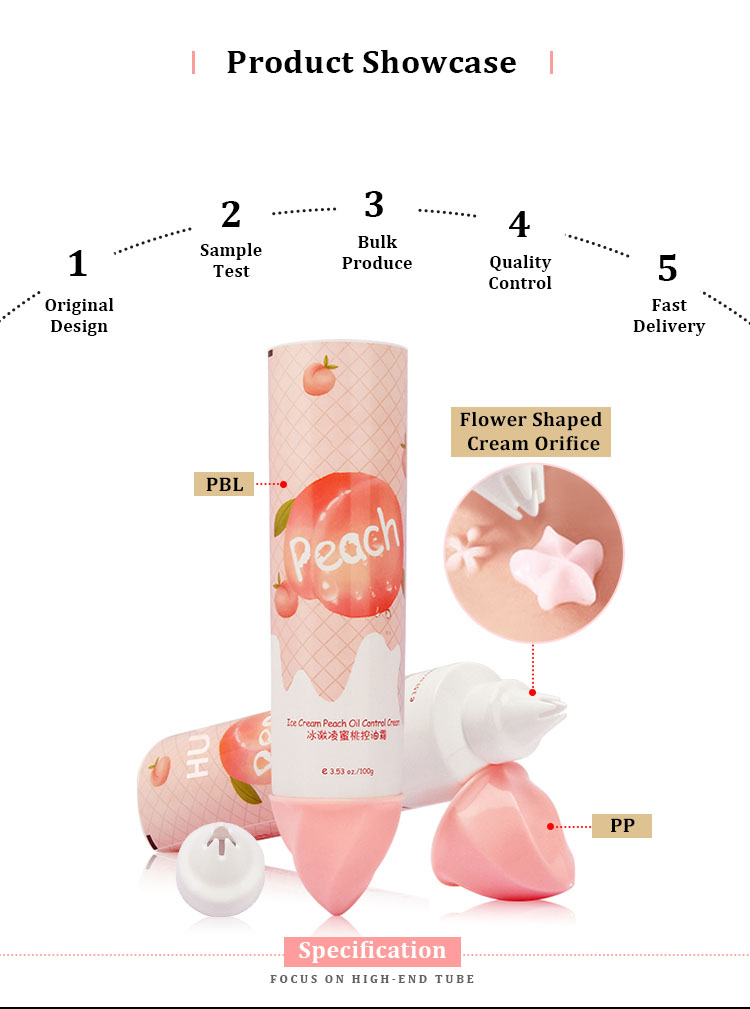 Product Showcase
1
Original
Design
2
Sample
Test
3
Bulk
Produce
4
Quality
Control
5
Fast
Delivery
Flower Shaped
Cream Orifice
PBL
Peach
Ice Cream Peach Oil Control Cream
冰激凌蜜桃控油霜
e 3.53 oz./100g
HU
PP
Specification
FOCUS ON HIGH-END TUBE